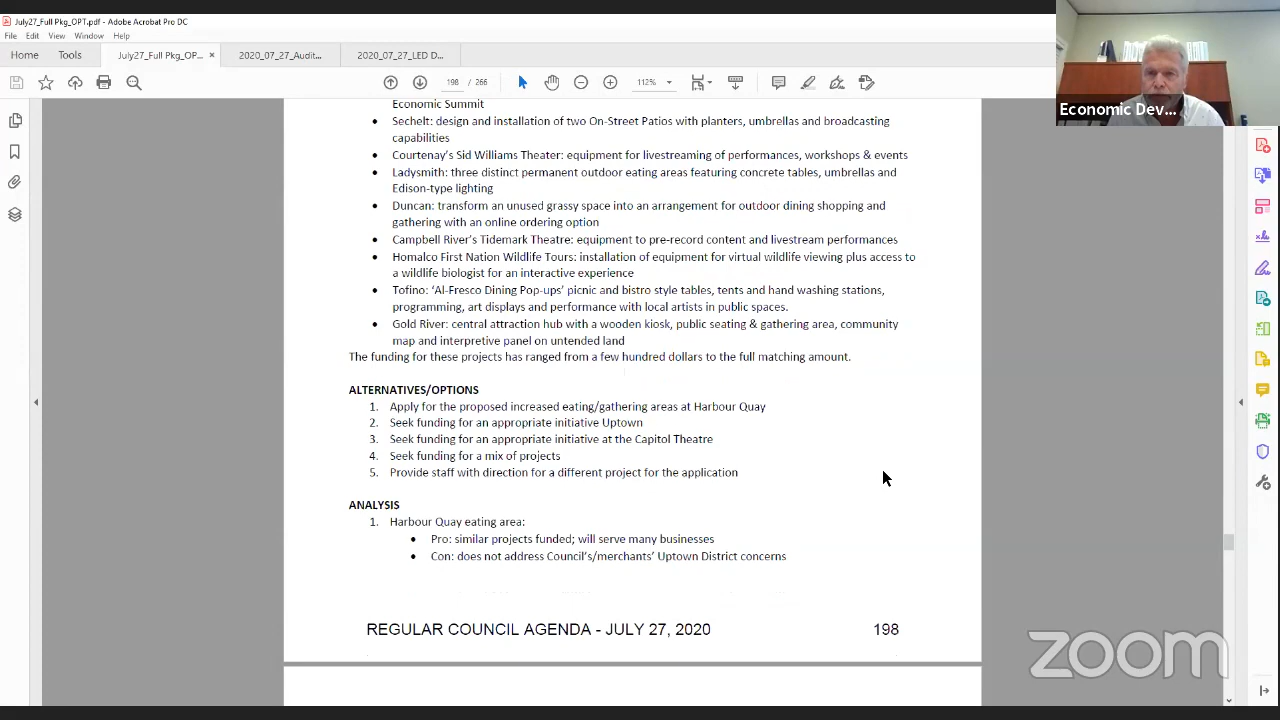 July27_Full Pkg_OPT.pdf - Adobe Acrobat Pro DC
File Edit View Window Help
Home Tools July27_Full Pkg_OP... × 2020_07_27_Audit... 2020_07_27_LED D...
198 / 266 112%
Economic Dev...
Economic Summit
• Sechelt: design and installation of two On-Street Patios with planters, umbrellas and broadcasting
capabilities
• Courtenay's Sid Williams Theater: equipment for livestreaming of performances, workshops & events
• Ladysmith: three distinct permanent outdoor eating areas featuring concrete tables, umbrellas and
Edison-type lighting
• Duncan: transform an unused grassy space into an arrangement for outdoor dining shopping and
gathering with an online ordering option
• Campbell River's Tidemark Theatre: equipment to pre-record content and livestream performances
• Homalco First Nation Wildlife Tours: installation of equipment for virtual wildlife viewing plus access to
a wildlife biologist for an interactive experience
• Tofino: 'Al-Fresco Dining Pop-ups' picnic and bistro style tables, tents and hand washing stations,
programming, art displays and performance with local artists in public spaces.
• Gold River: central attraction hub with a wooden kiosk, public seating & gathering area, community
map and interpretive panel on untended land
The funding for these projects has ranged from a few hundred dollars to the full matching amount.
ALTERNATIVES/OPTIONS
1. Apply for the proposed increased eating/gathering areas at Harbour Quay
2. Seek funding for an appropriate initiative Uptown
3. Seek funding for an appropriate initiative at the Capitol Theatre
4. Seek funding for a mix of projects
5. Provide staff with direction for a different project for the application
ANALYSIS
1. Harbour Quay eating area:
• Pro: similar projects funded; will serve many businesses
• Con: does not address Council's/merchants' Uptown District concerns
REGULAR COUNCIL AGENDA - JULY 27, 2020 198
zoom